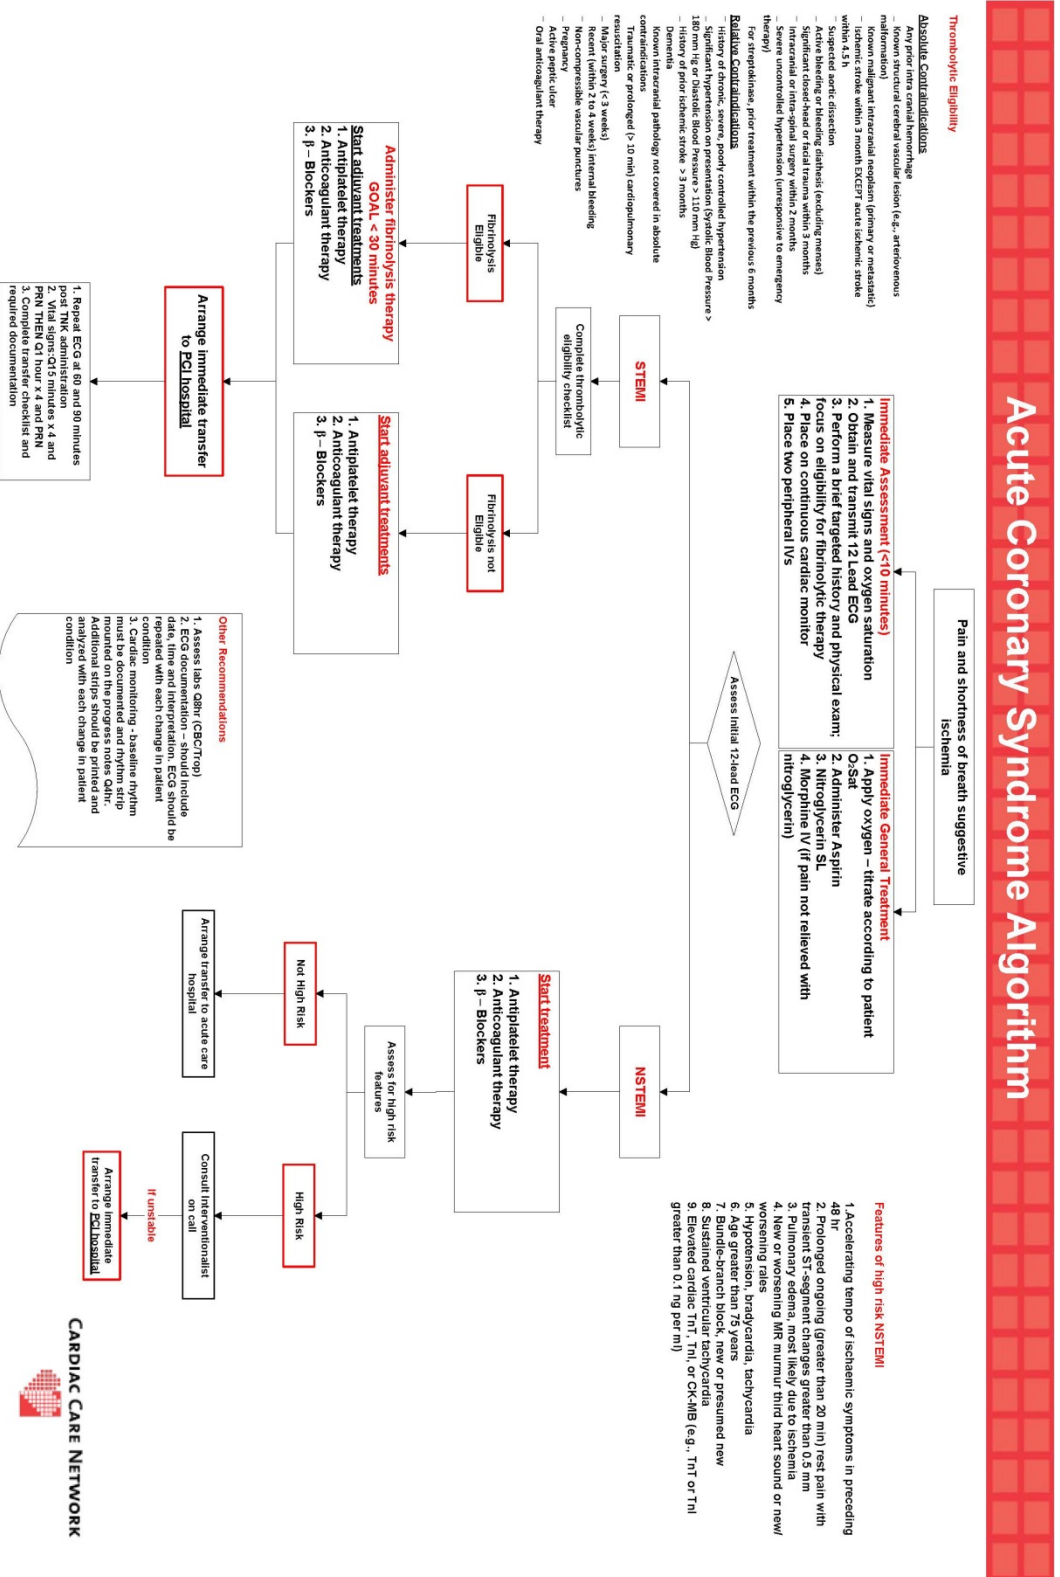 Acute Coronary Syndrome Algorithm
Pain and shortness of breath suggestive
ischemia
Immediate Assessment (<10 minutes)
1. Measure vital signs and oxygen saturation
2. Obtain and transmit 12 Lead ECG
3. Perform a brief targeted history and physical exam;
focus on eligibility for fibrinolytic therapy
4. Place on continuous cardiac monitor
5. Place two peripheral IVs
Immediate General Treatment
1. Apply oxygen – titrate according to patient
O₂Sat
2. Administer Aspirin
3. Nitroglycerin SL
4. Morphine IV (if pain not relieved with
nitroglycerin)
Assess Initial 12-lead ECG
STEMI
Complete thrombolytic
eligibility checklist
Fibrinolysis
Eligible
Administer fibrinolysis therapy
GOAL < 30 minutes
Start adjuvant treatments
1. Antiplatelet therapy
2. Anticoagulant therapy
3. β – Blockers
Fibrinolysis not
Eligible
Start adjuvant treatments
1. Antiplatelet therapy
2. Anticoagulant therapy
3. β – Blockers
Arrange immediate transfer
to PCI hospital
1. Repeat ECG at 60 and 90 minutes
post TNK administration
2. Vital signs:Q15 minutes x 4 and
PRN THEN Q1 hour x 4 and PRN
3. Complete transfer checklist and
required documentation
NSTEMI
Start treatment
1. Antiplatelet therapy
2. Anticoagulant therapy
3. β – Blockers
Assess for high risk
features
Not High Risk
Arrange transfer to acute care
hospital
High Risk
Consult Interventionalist
on call
If unstable
Arrange immediate
transfer to PCI hospital
Thrombolytic Eligibility
Absolute Contraindications
– Any prior intra cranial hemorrhage
– Known structural cerebral vascular lesion (e.g., arteriovenous
malformation)
– Known malignant intracranial neoplasm (primary or metastatic)
– Ischemic stroke within 3 month EXCEPT acute ischemic stroke
within 4.5 h
– Suspected aortic dissection
– Active bleeding or bleeding diathesis (excluding menses)
– Significant closed-head or facial trauma within 3 months
– Intracranial or intra-spinal surgery within 2 months
– Severe uncontrolled hypertension (unresponsive to emergency
therapy)
– For streptokinase, prior treatment within the previous 6 months
Relative Contraindications
– History of chronic, severe, poorly controlled hypertension
– Significant hypertension on presentation (Systolic Blood Pressure >
180 mm Hg or Diastolic Blood Pressure > 110 mm Hg)
– History of prior ischemic stroke > 3 months
– Dementia
– Known intracranial pathology not covered in absolute
contraindications
– Traumatic or prolonged (> 10 min) cardiopulmonary
resuscitation
– Major surgery (< 3 weeks)
– Recent (within 2 to 4 weeks) internal bleeding
– Non-compressible vascular punctures
– Pregnancy
– Active peptic ulcer
– Oral anticoagulant therapy
Other Recommendations
1. Assess labs Q8hr (CBC/Trop)
2. ECG documentation – should include
date, time and interpretation. ECG should be
repeated with each change in patient
condition
3. Cardiac monitoring - baseline rhythm
must be documented and rhythm strip
mounted on the progress notes Q4hr.
Additional strips should be printed and
analyzed with each change in patient
condition
Features of high risk NSTEMI
1.Accelerating tempo of ischaemic symptoms in preceding
48 hr
2. Prolonged ongoing (greater than 20 min) rest pain with
transient ST-segment changes greater than 0.5 mm
3. Pulmonary edema, most likely due to ischemia
4. New or worsening MR murmur third heart sound or new/
worsening rales
5. Hypotension, bradycardia, tachycardia
6. Age greater than 75 years
7. Bundle-branch block, new or presumed new
8. Sustained ventricular tachycardia
9. Elevated cardiac TnT, TnI, or CK-MB (e.g., TnT or TnI
greater than 0.1 ng per ml)
CARDIAC CARE NETWORK